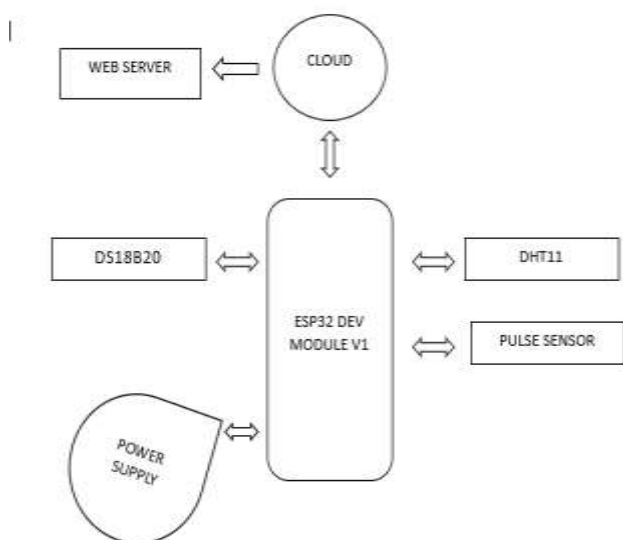 CLOUD
WEB SERVER
DS18B20
DHT11
ESP32 DEV
MODULE V1
PULSE SENSOR
POWER
SUPPLY